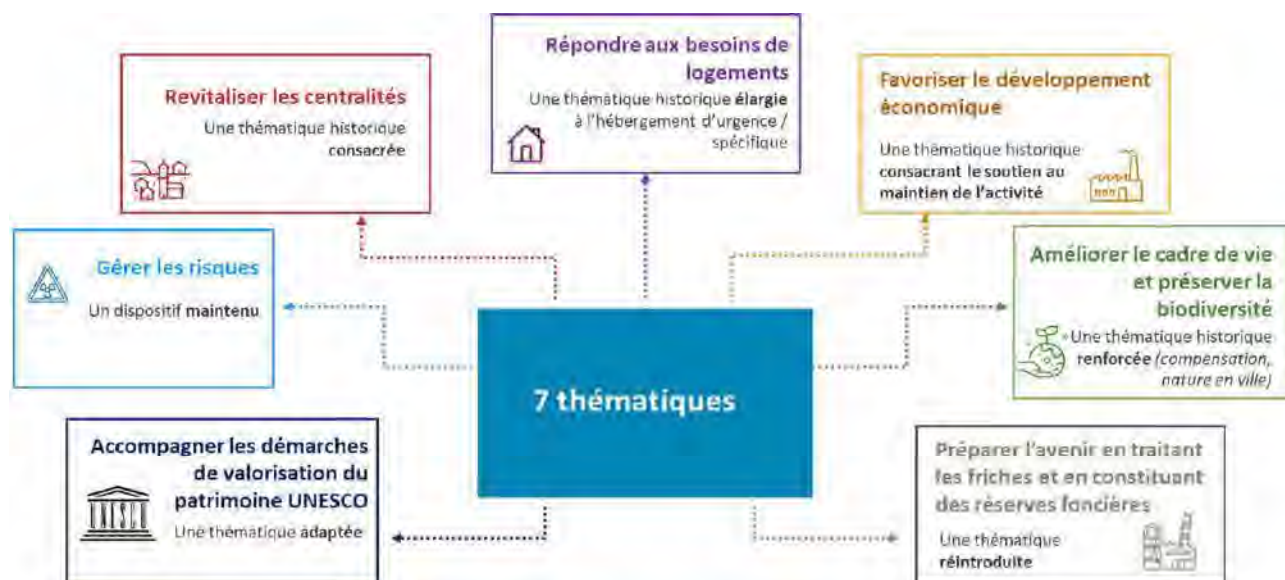 Répondre aux besoins de
logements
Une thématique historique élargie
à l'hébergement d'urgence /
spécifique
Revitaliser les centralités
Une thématique historique
consacrée
Favoriser le développement
économique
Une thématique historique
consacrant le soutien au
maintien de l'activité
Gérer les risques
Un dispositif maintenu
Améliorer le cadre de vie
et préserver la
biodiversité
Une thématique historique
renforcée (compensation,
nature en ville)
7 thématiques
Accompagner les démarches
de valorisation du
patrimoine UNESCO
Une thématique adaptée
Préparer l'avenir en traitant
les friches et en constituant
des réserves foncières
Une thématique
réintroduite